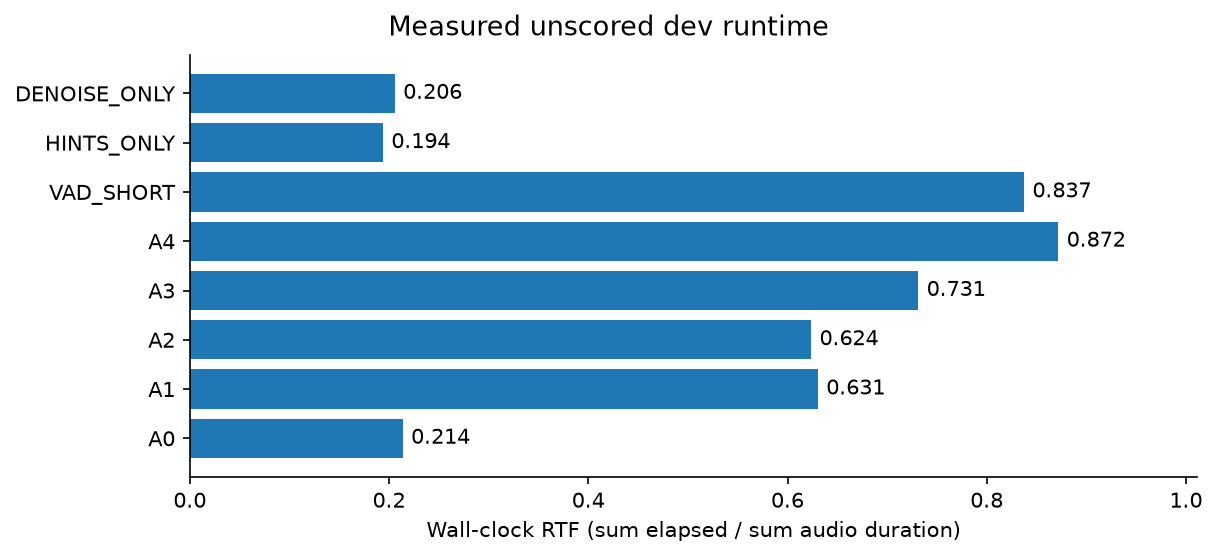 Measured unscored dev runtime
DENOISE_ONLY 0.206
HINTS_ONLY 0.194
VAD_SHORT 0.837
A4 0.872
A3 0.731
A2 0.624
A1 0.631
A0 0.214
0.0 0.2 0.4 0.6 0.8 1.0
Wall-clock RTF (sum elapsed / sum audio duration)